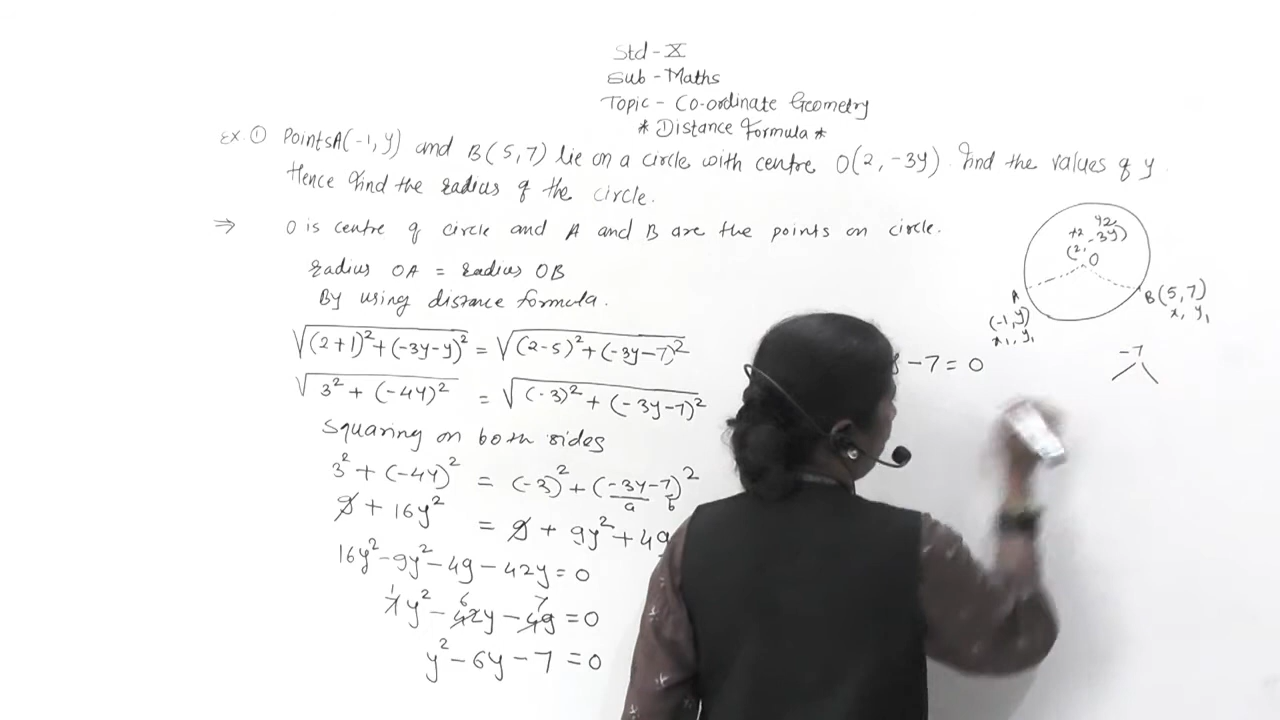 Std - X
Sub - Maths
Topic - Co-ordinate Geometry
* Distance Formula *
Ex. ① Points A(-1, y) and B(5, 7) lie on a circle with centre O(2, -3y). Find the values of y.
Hence find the radius of the circle.
⇒ O is centre of circle and A and B are the points on circle.
radius OA = radius OB
By using distance formula.
√(2+1)²+(-3y-y)² = √(2-5)²+(-3y-7)²
√3² + (-4y)² = √(-3)² + (-3y-7)²
squaring on both sides
3² + (-4y)² = (-3)² + (-3y-7)²
a b
9 + 16y² = 9 + 9y² + 49
16y² - 9y² - 49 - 42y = 0
1 6 7
7y² - 42y - 49 = 0
y² - 6y - 7 = 0
- 7 = 0
x2 y2
(2, -3y)
O
A
(-1, y)
x1, y1
B(5, 7)
x, y1
-7